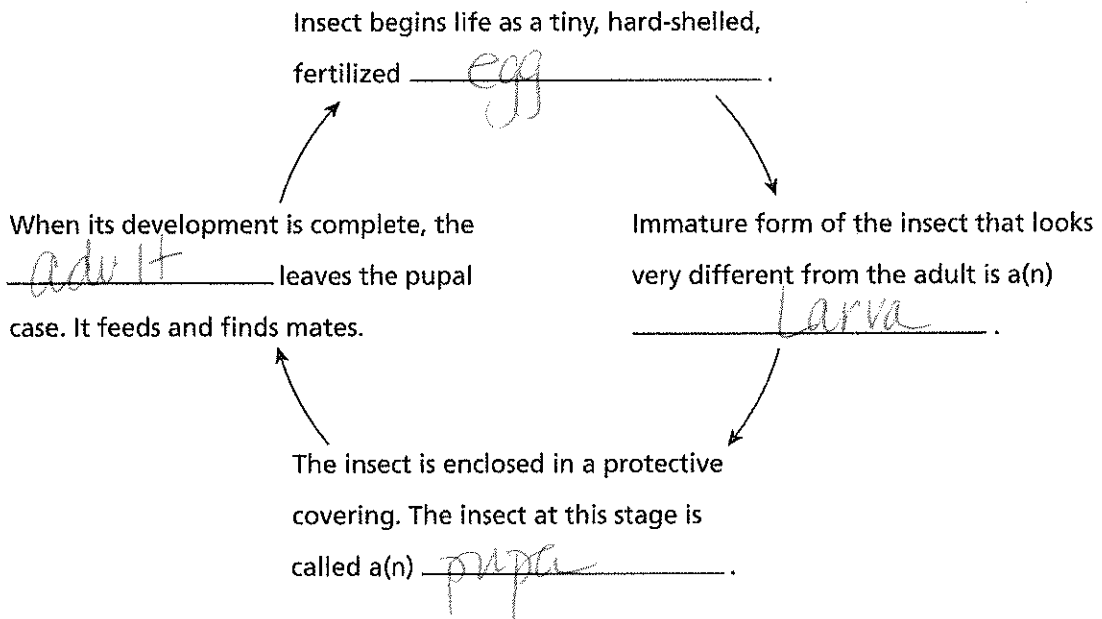 Insect begins life as a tiny, hard-shelled,
fertilized egg.
Immature form of the insect that looks
very different from the adult is a(n)
Larva.
The insect is enclosed in a protective
covering. The insect at this stage is
called a(n) pupa.
When its development is complete, the
adult leaves the pupal
case. It feeds and finds mates.